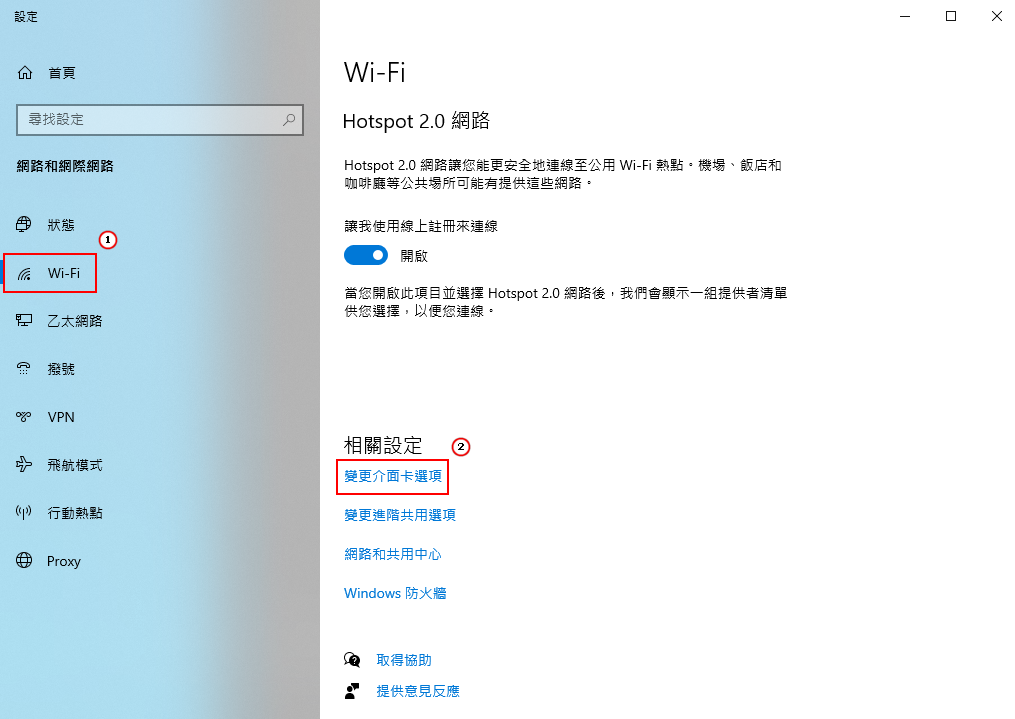 設定
首頁
尋找設定
網路和網際網路
狀態
1
Wi-Fi
乙太網路
撥號
VPN
飛航模式
行動熱點
Proxy
Wi-Fi
Hotspot 2.0 網路
Hotspot 2.0 網路讓您能更安全地連線至公用 Wi-Fi 熱點。機場、飯店和
咖啡廳等公共場所可能有提供這些網路。
讓我使用線上註冊來連線
開啟
當您開啟此項目並選擇 Hotspot 2.0 網路後，我們會顯示一組提供者清單
供您選擇，以便您連線。
相關設定
2
變更介面卡選項
變更進階共用選項
網路和共用中心
Windows 防火牆
取得協助
提供意見反應